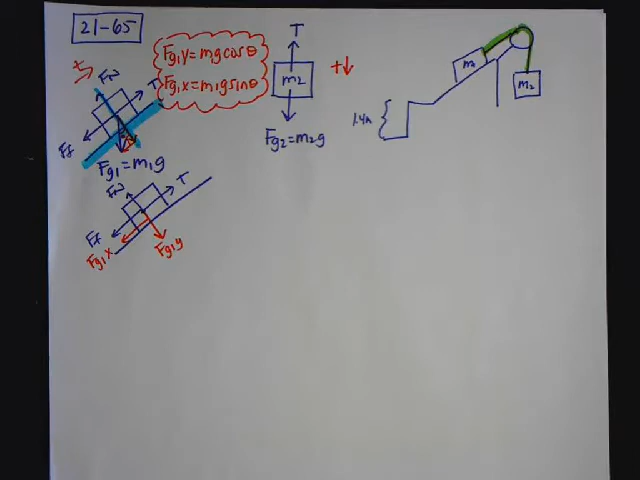 21-65
Fg1y = mgcosθ
Fg1x = m1gsinθ
T
m2
Fg2 = m2g
+↓
+
FN
T
Ff
Fg1 = m1g
FN
T
Ff
Fg1x
Fg1y
m1
m2
1.4m